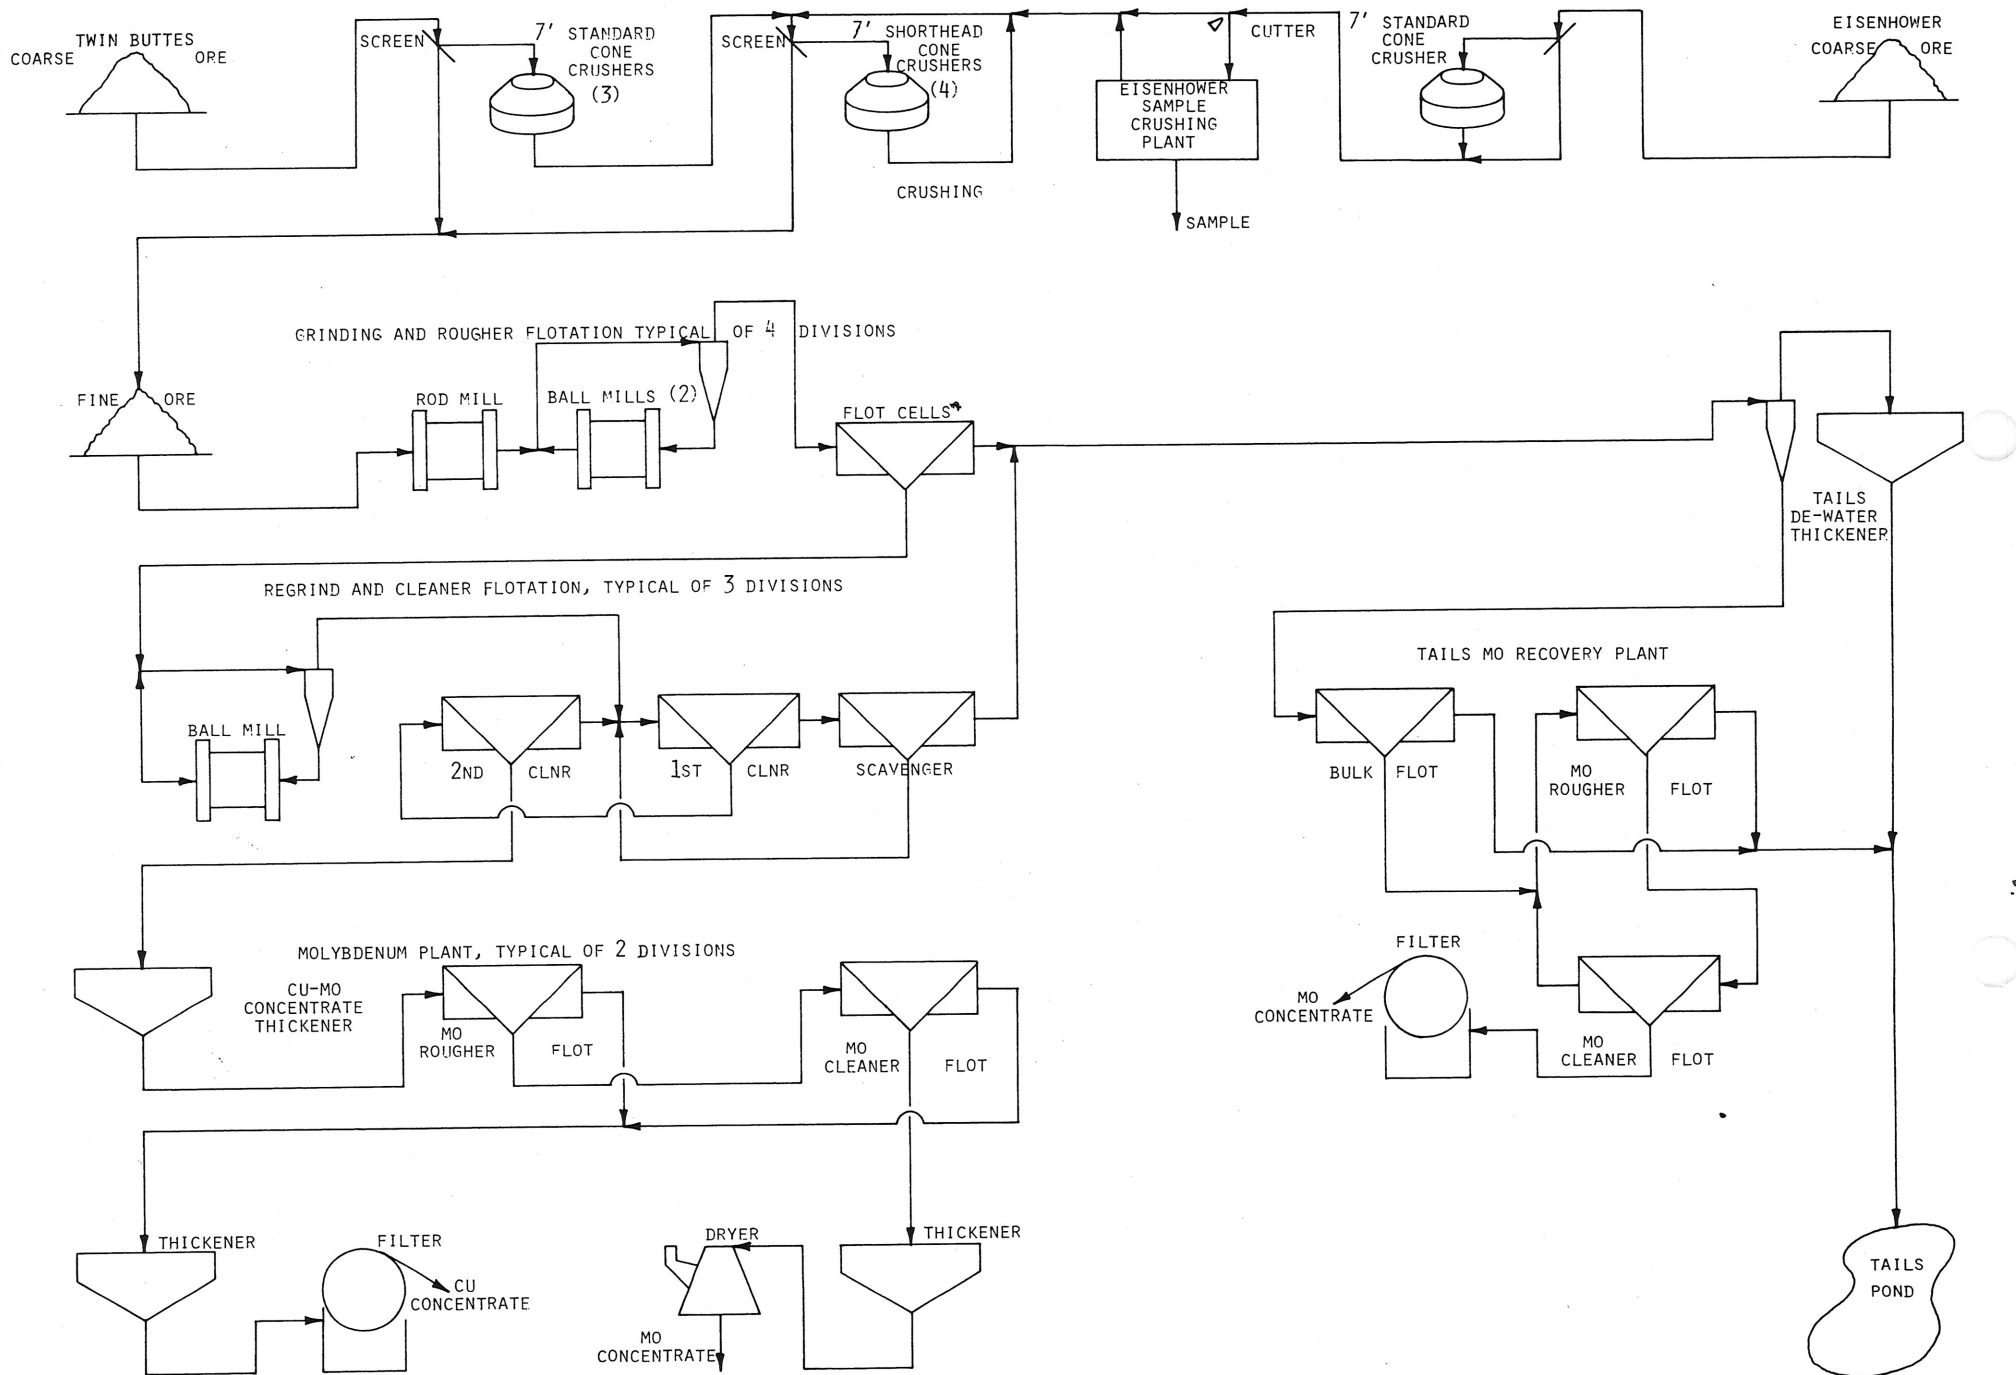 TWIN BUTTES
COARSE ORE
SCREEN
7' STANDARD
CONE
CRUSHERS
(3)
SCREEN
7' SHORTHEAD
CONE
CRUSHERS
(4)
CUTTER
7' STANDARD
CONE
CRUSHER
EISENHOWER
COARSE ORE
EISENHOWER
SAMPLE
CRUSHING
PLANT
CRUSHING
SAMPLE
GRINDING AND ROUGHER FLOTATION TYPICAL OF 4 DIVISIONS
FINE ORE
ROD MILL
BALL MILLS (2)
FLOT CELLS
TAILS
DE-WATER
THICKENER
REGRIND AND CLEANER FLOTATION, TYPICAL OF 3 DIVISIONS
TAILS MO RECOVERY PLANT
BALL MILL
2ND CLNR
1ST CLNR
SCAVENGER
BULK FLOT
MO
ROUGHER FLOT
MOLYBDENUM PLANT, TYPICAL OF 2 DIVISIONS
CU-MO
CONCENTRATE
THICKENER
MO
ROUGHER FLOT
MO
CLEANER FLOT
FILTER
MO
CONCENTRATE
MO
CLEANER FLOT
THICKENER
FILTER
CU
CONCENTRATE
DRYER
MO
CONCENTRATE
THICKENER
TAILS
POND